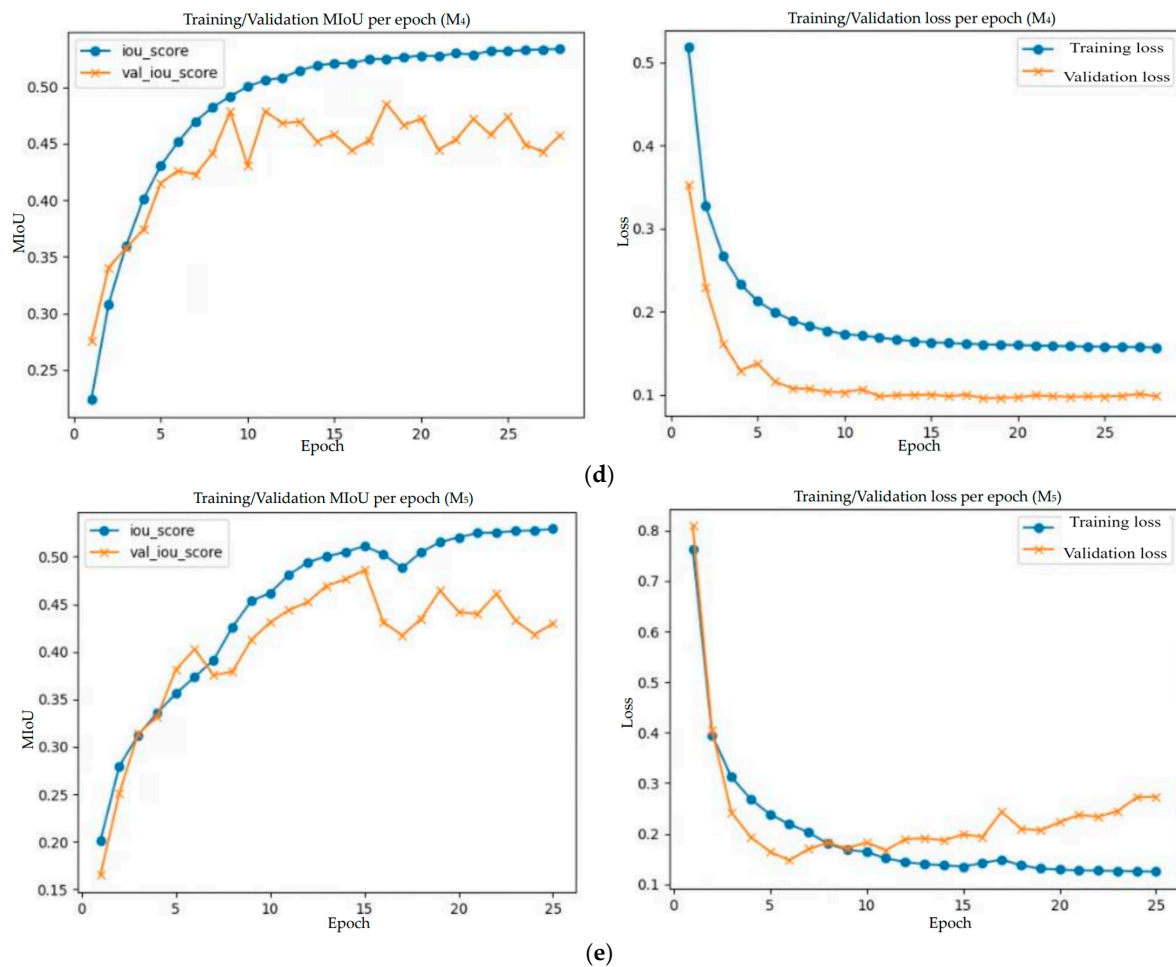 Training/Validation MIoU per epoch (M4)
iou_score
val_iou_score
0.50
0.45
0.40
0.35
0.30
0.25
MIoU
0 5 10 15 20 25
Epoch
Training/Validation loss per epoch (M4)
Training loss
Validation loss
0.5
0.4
0.3
0.2
0.1
Loss
0 5 10 15 20 25
Epoch
(d)
Training/Validation MIoU per epoch (M5)
iou_score
val_iou_score
0.50
0.45
0.40
0.35
0.30
0.25
0.20
0.15
MIoU
0 5 10 15 20 25
Epoch
Training/Validation loss per epoch (M5)
Training loss
Validation loss
0.8
0.7
0.6
0.5
0.4
0.3
0.2
0.1
Loss
0 5 10 15 20 25
Epoch
(e)